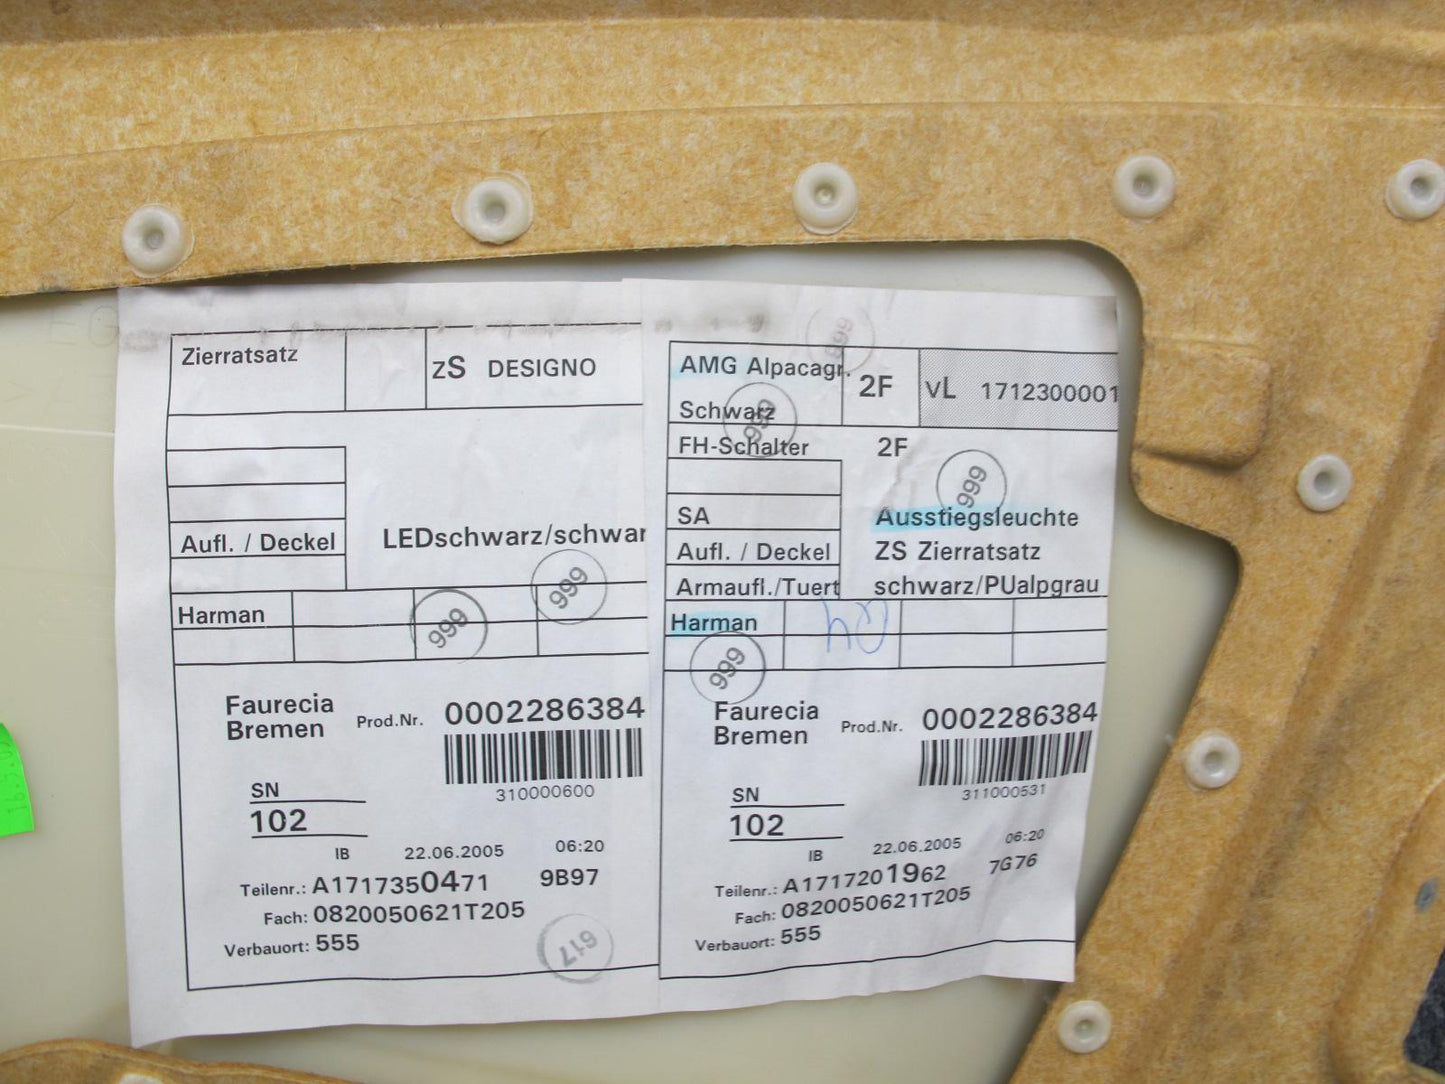 Zierratsatz
zS DESIGNO
Aufl. / Deckel
LEDschwarz/schwar
999
Harman
999
Faurecia
Bremen
Prod.Nr. 0002286384
310000600
SN
102
IB 22.06.2005 06:20
Teilenr.: A1717350471 9B97
Fach: 0820050621T205
Verbauort: 555
617
999
AMG Alpacagr.
2F
vL 1712300001
Schwarz
999
FH-Schalter 2F
999
SA Ausstiegsleuchte
Aufl. / Deckel ZS Zierratsatz
Armaufl./Tuert schwarz/PUalpgrau
Harman
999
Faurecia
Bremen
Prod.Nr. 0002286384
311000531
SN
102
IB 22.06.2005 06:20
Teilenr.: A1717201962 7G76
Fach: 0820050621T205
Verbauort: 555